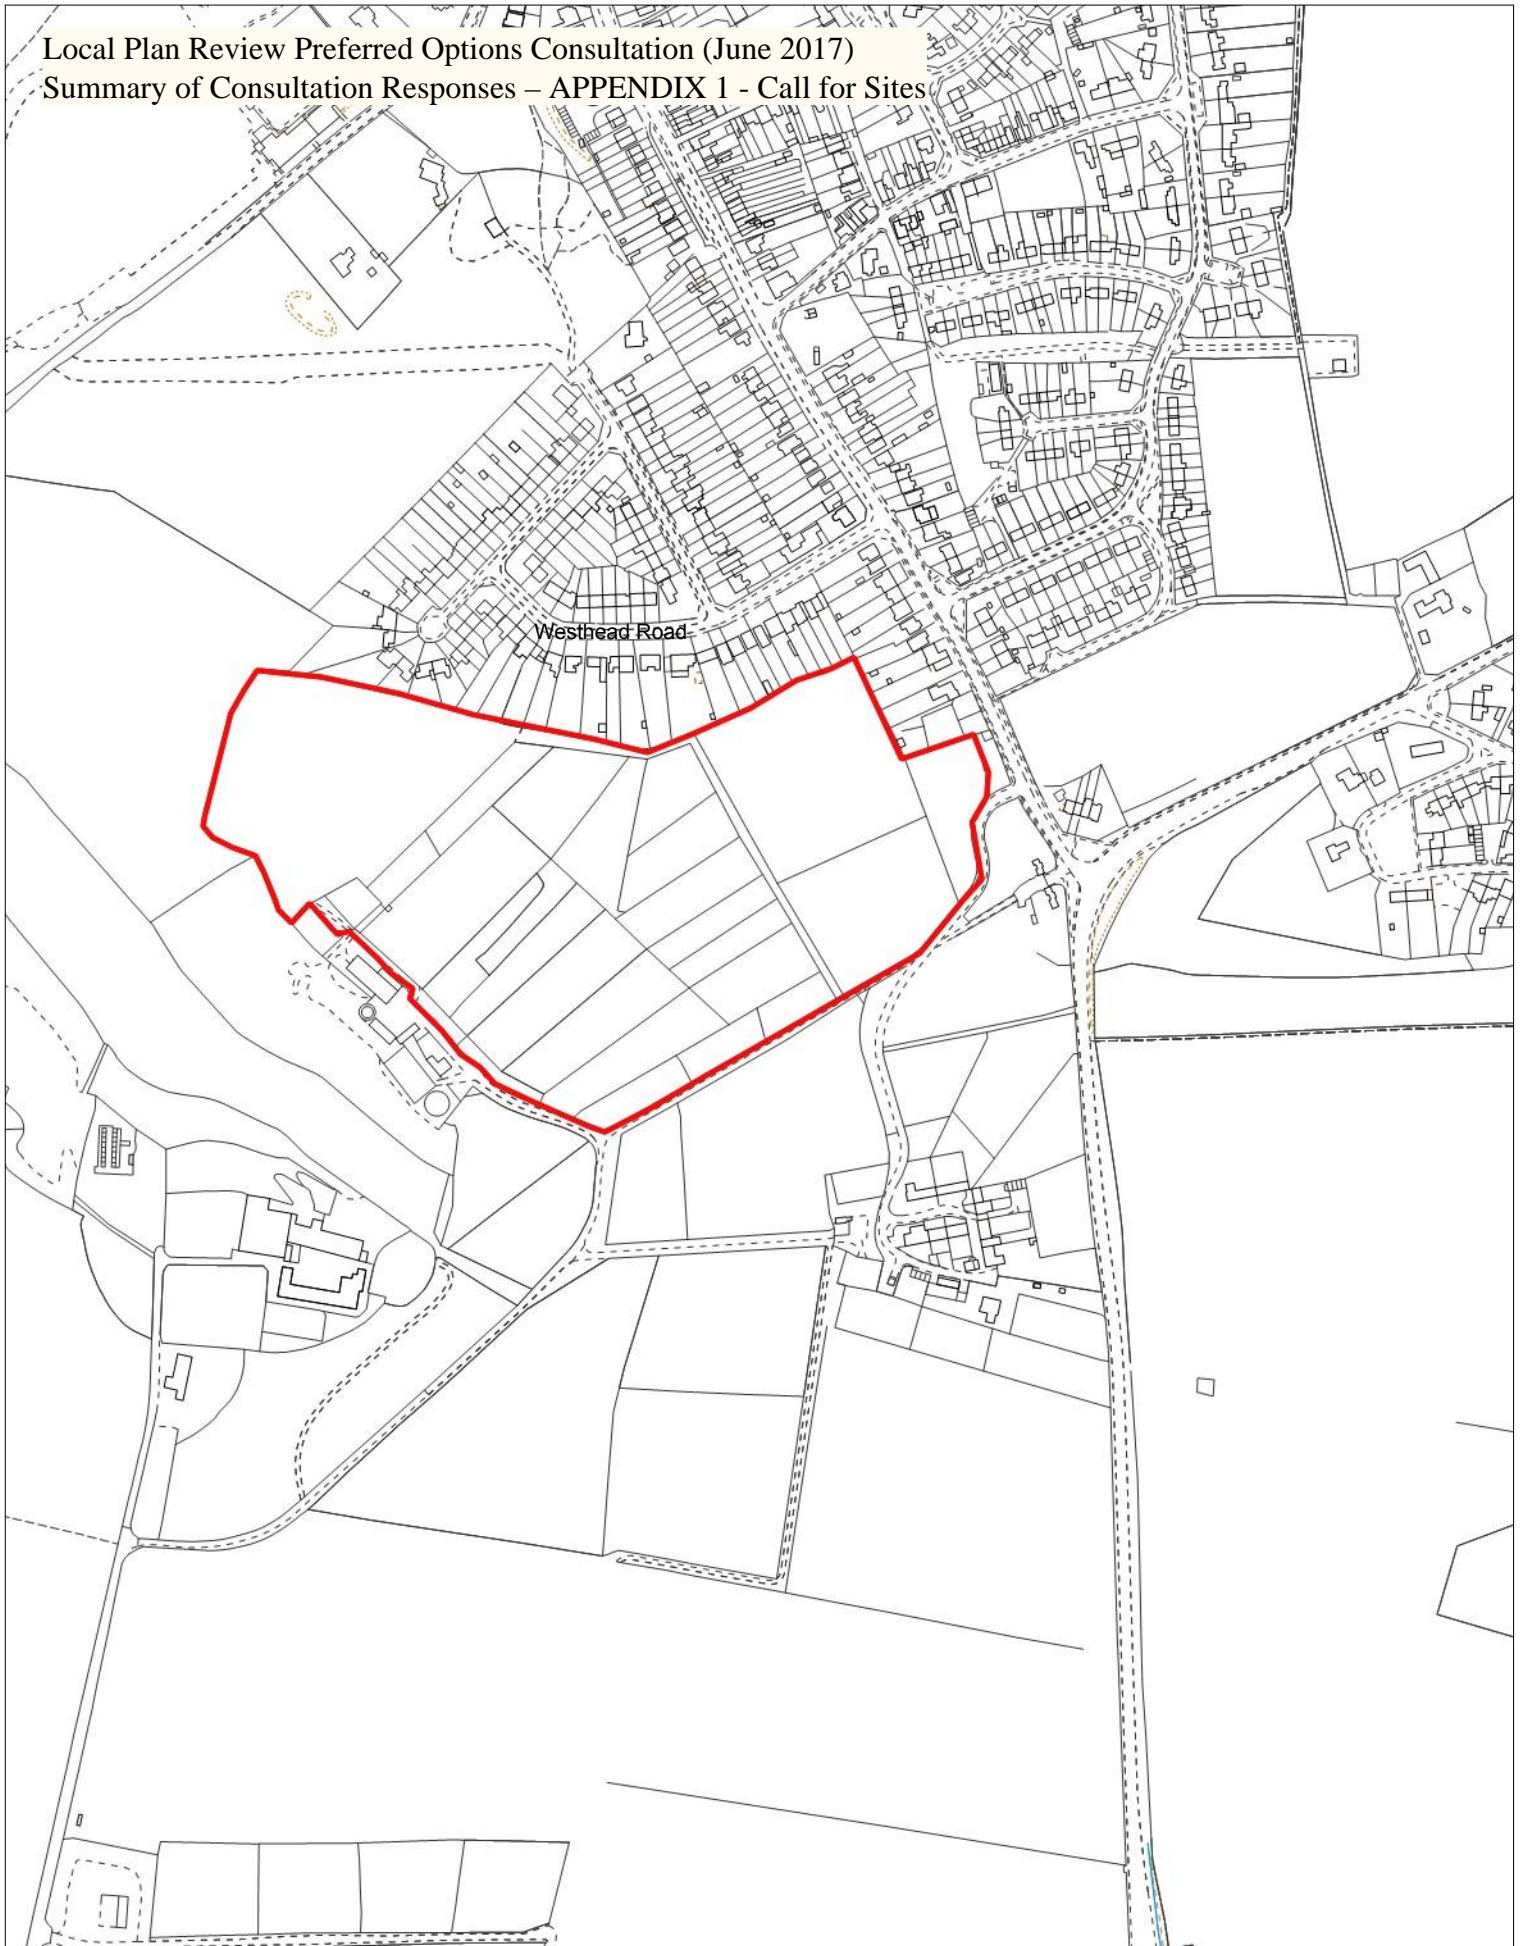 Local Plan Review Preferred Options Consultation (June 2017)
Summary of Consultation Responses – APPENDIX 1 - Call for Sites
Westhead Road